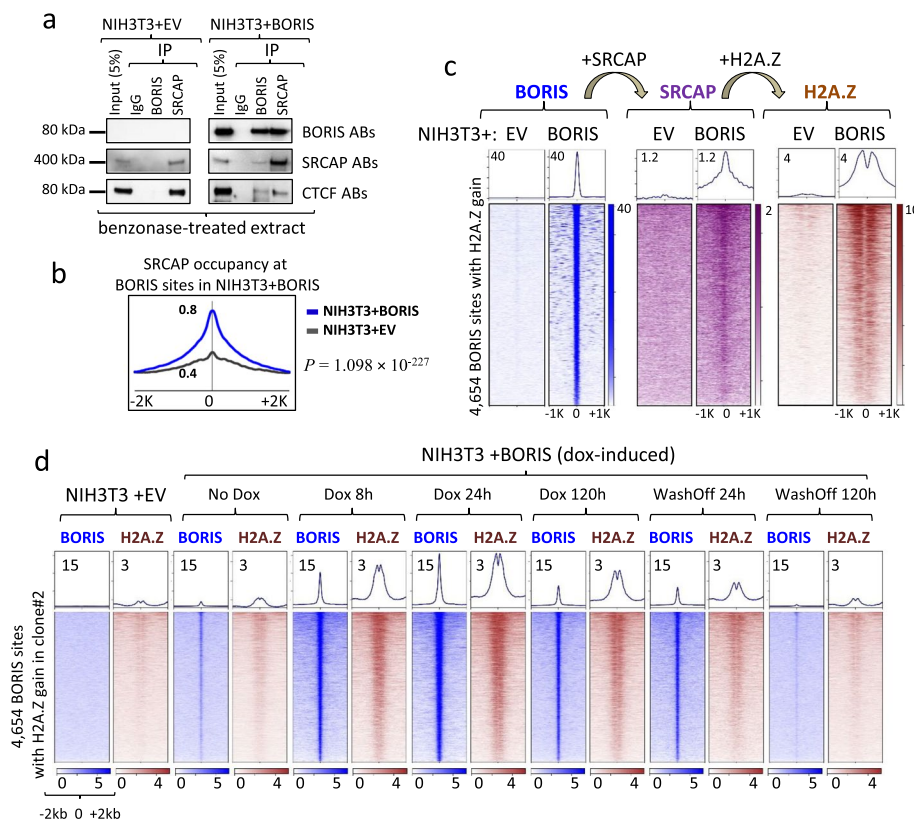 a
NIH3T3+EV NIH3T3+BORIS
IP IP
Input (5%) IgG BORIS SRCAP Input (5%) IgG BORIS SRCAP
80 kDa BORIS ABs
400 kDa SRCAP ABs
80 kDa CTCF ABs
benzonase-treated extract
b
SRCAP occupancy at
BORIS sites in NIH3T3+BORIS
0.8
0.4
-2K 0 +2K
NIH3T3+BORIS
NIH3T3+EV
P = 1.098 × 10-227
c
+SRCAP +H2A.Z
BORIS SRCAP H2A.Z
NIH3T3+: EV BORIS EV BORIS EV BORIS
40 40 1.2 1.2 4 4
4,654 BORIS sites with H2A.Z gain
40 2 10
-1K 0 +1K -1K 0 +1K -1K 0 +1K
d
NIH3T3 +BORIS (dox-induced)
NIH3T3 +EV No Dox Dox 8h Dox 24h Dox 120h WashOff 24h WashOff 120h
BORIS H2A.Z BORIS H2A.Z BORIS H2A.Z BORIS H2A.Z BORIS H2A.Z BORIS H2A.Z BORIS H2A.Z
15 3 15 3 15 3 15 3 15 3 15 3 15 3
4,654 BORIS sites
with H2A.Z gain in clone#2
0 5 0 4 0 5 0 4 0 5 0 4 0 5 0 4 0 5 0 4 0 5 0 4 0 5 0 4
-2kb 0 +2kb